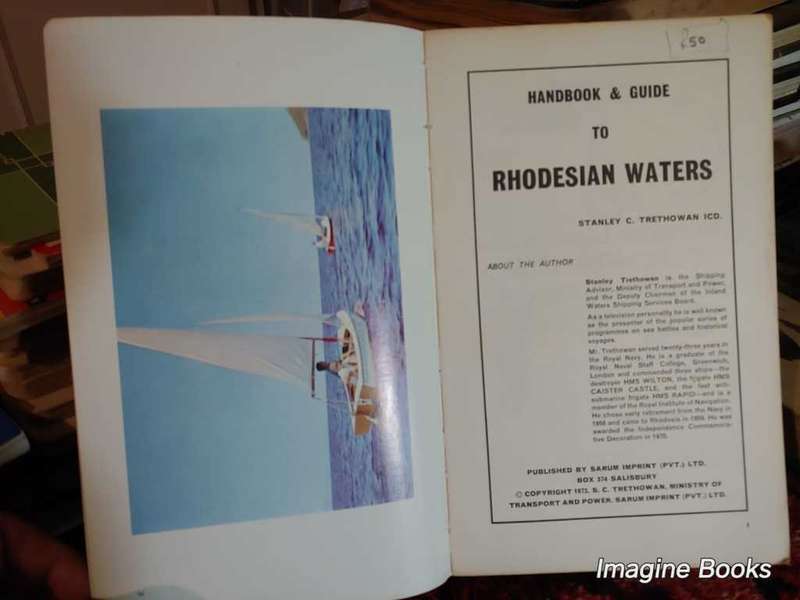 50
HANDBOOK & GUIDE
TO
RHODESIAN WATERS
STANLEY C. TRETHOWAN ICD.
ABOUT THE AUTHOR
Stanley Trethowan is the Shipping
Advisor, Ministry of Transport and Power,
and the Deputy Chairman of the Inland
Waters Shipping Services Board.
As a television personality he is well known
as the presenter of the popular series of
programmes on sea battles and historical
voyages.
Mr. Trethowan served twenty-three years in
the Royal Navy. He is a graduate of the
Royal Naval Staff College, Greenwich,
London and commanded three ships—the
destroyer HMS WILTON, the frigate HMS
CAISTER CASTLE, and the fast anti-
submarine frigate HMS RAPID—and is a
member of the Royal Institute of Navigation.
He chose early retirement from the Navy in
and came to Rhodesia in He was
awarded the Independence Commemora-
tive Decoration in 1970.
PUBLISHED BY SARUM IMPRINT (PVT.) LTD.
BOX 374 SALISBURY
© COPYRIGHT 1973, S. C. TRETHOWAN, MINISTRY OF
TRANSPORT AND POWER, SARUM IMPRINT (PVT.) LTD.
Imagine Books